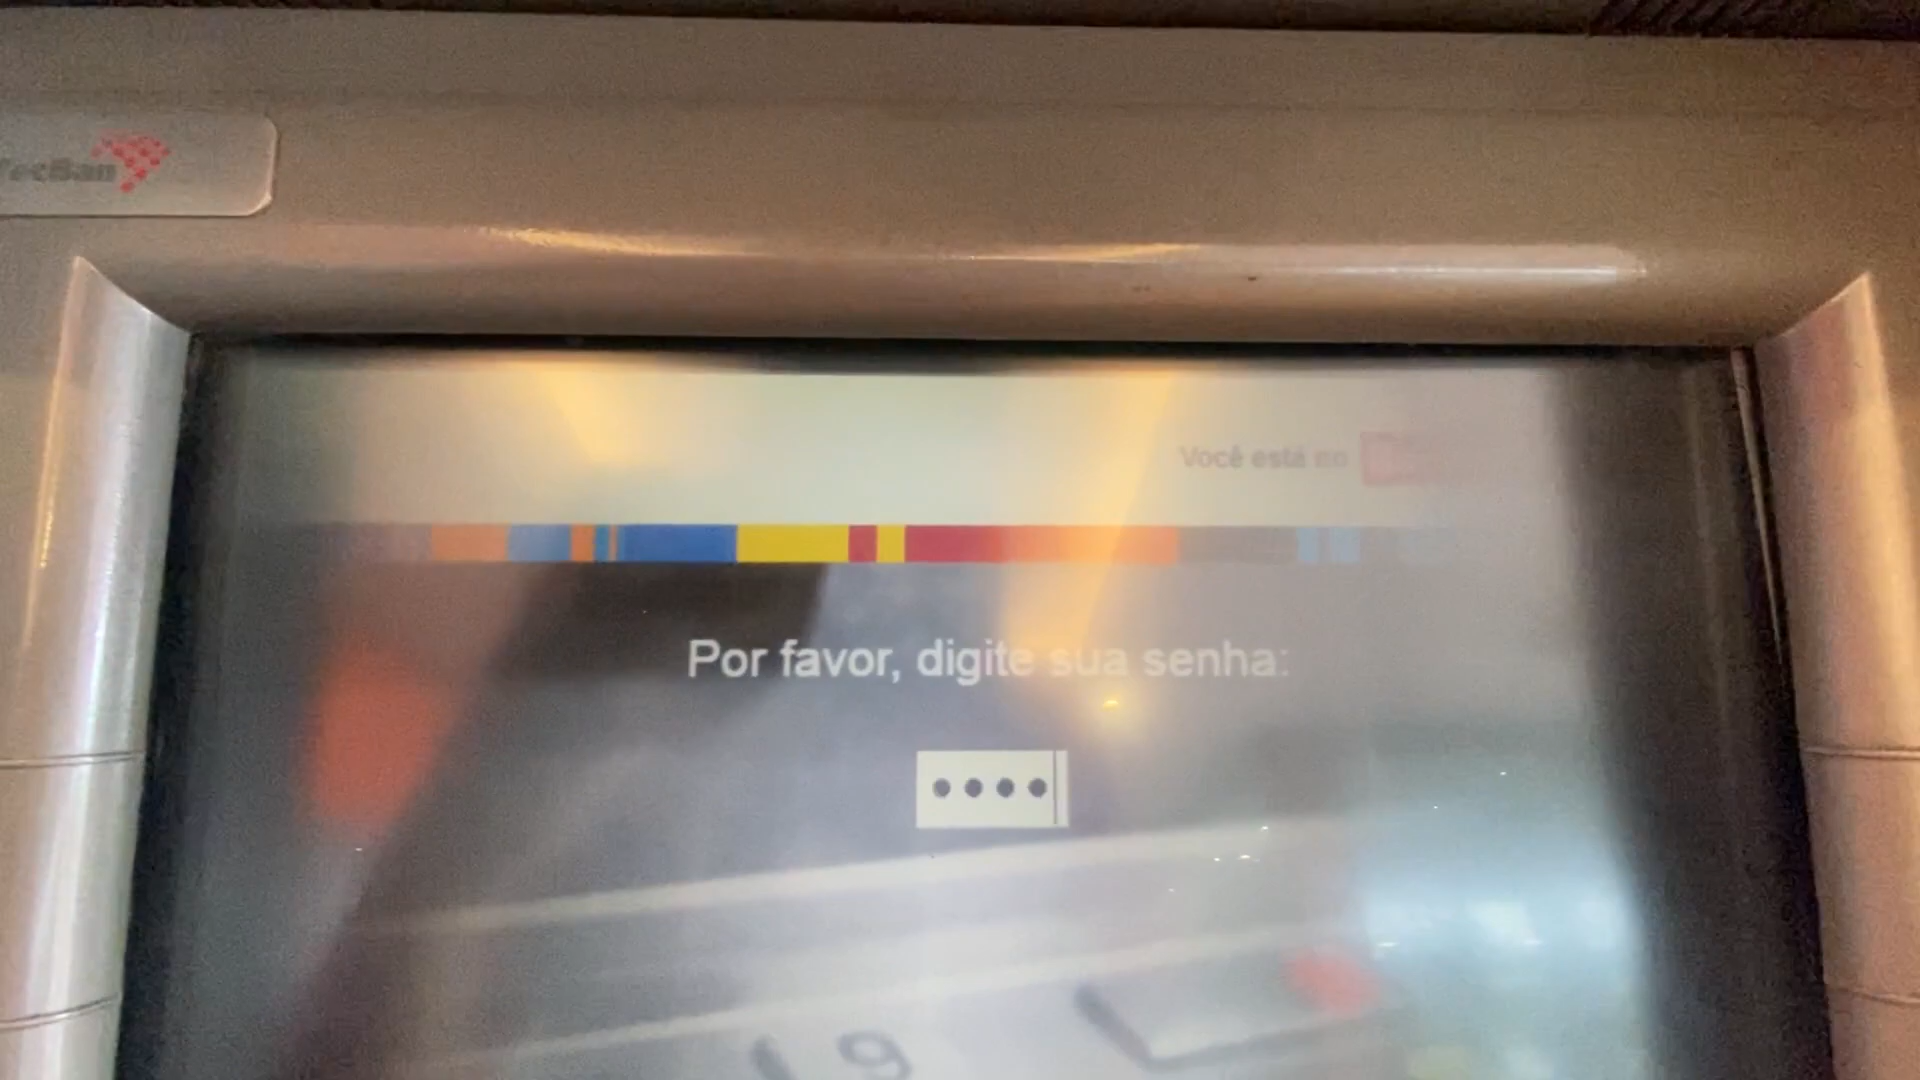 TecBan
Você está no
Por favor, digite sua senha: